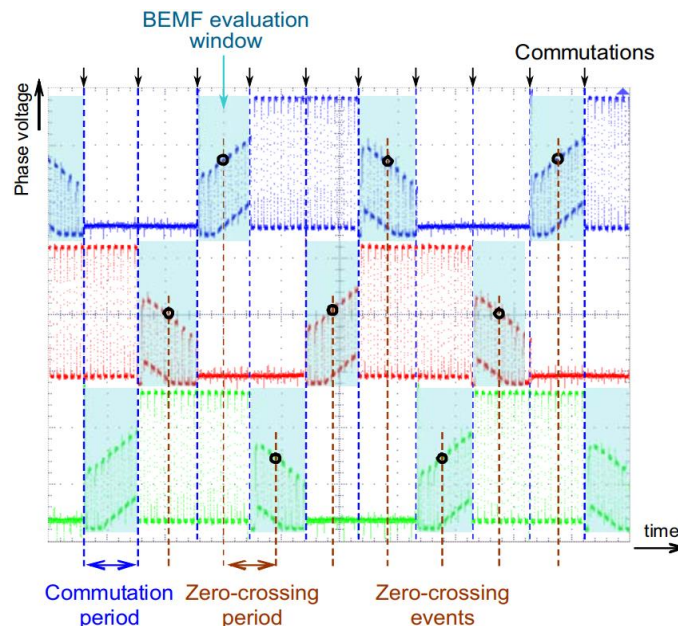 BEMF evaluation
window
Commutations
Phase voltage
time
Commutation
period
Zero-crossing
period
Zero-crossing
events